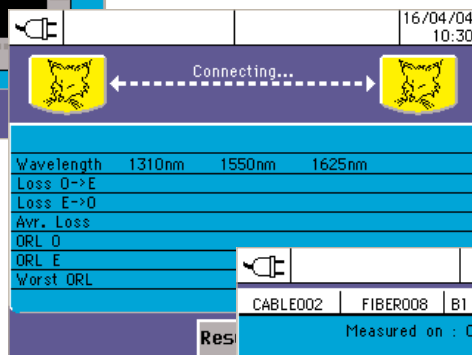 16/04/04
10:30
Connecting...
Wavelength 1310nm 1550nm 1625nm
Loss O->E
Loss E->O
Avr. Loss
ORL O
ORL E
Worst ORL
CABLE002 FIBER008 B1
Measured on :